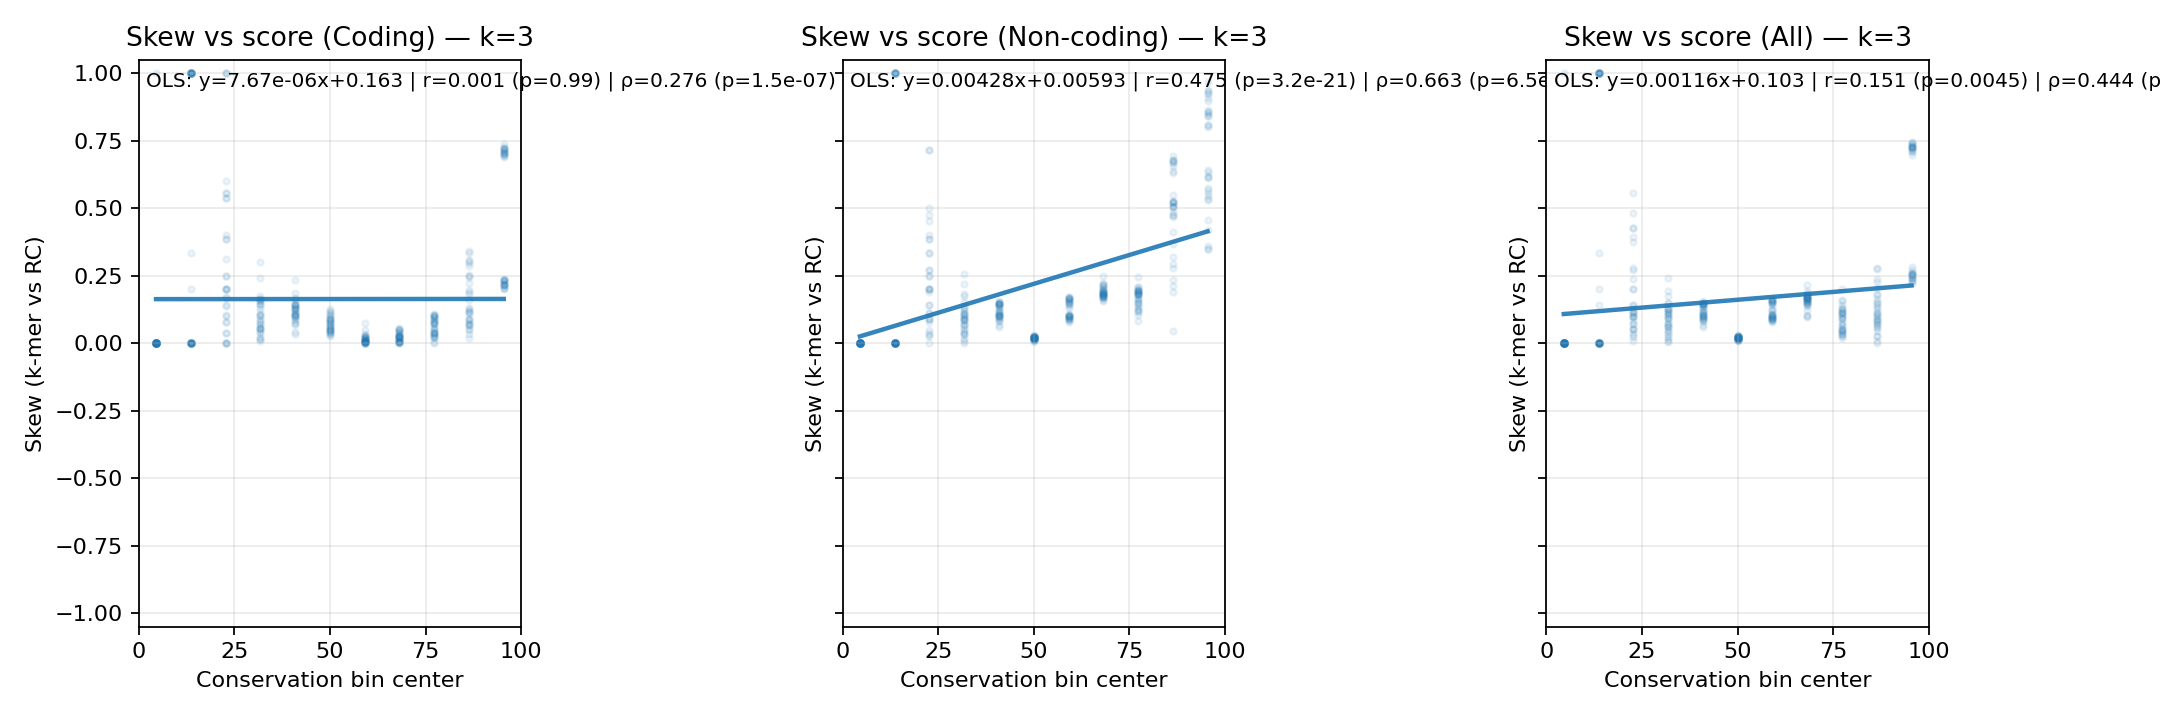 Skew vs score (Coding) — k=3
OLS: y=7.67e-06x+0.163 | r=0.001 (p=0.99) | ρ=0.276 (p=1.5e-07)
Skew (k-mer vs RC)
1.00
0.75
0.50
0.25
0.00
−0.25
−0.50
−0.75
−1.00
0 25 50 75 100
Conservation bin center
Skew vs score (Non-coding) — k=3
OLS: y=0.00428x+0.00593 | r=0.475 (p=3.2e-21) | ρ=0.663 (p=6.5e
Skew (k-mer vs RC)
0 25 50 75 100
Conservation bin center
Skew vs score (All) — k=3
OLS: y=0.00116x+0.103 | r=0.151 (p=0.0045) | ρ=0.444 (p
Skew (k-mer vs RC)
0 25 50 75 100
Conservation bin center